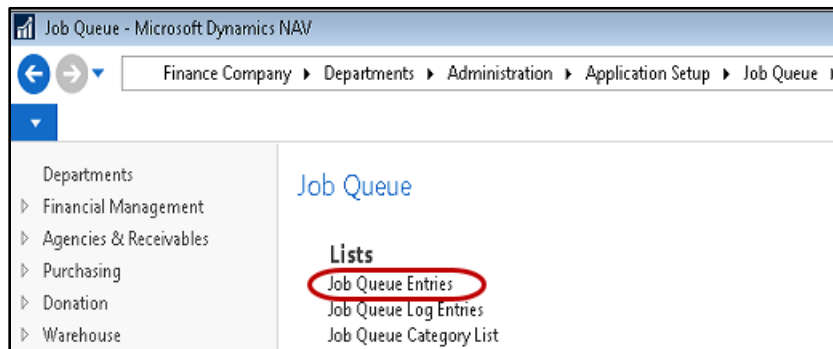 Job Queue - Microsoft Dynamics NAV
Finance Company ▸ Departments ▸ Administration ▸ Application Setup ▸ Job Queue ▸
Departments
Financial Management
Agencies & Receivables
Purchasing
Donation
Warehouse
Job Queue
Lists
Job Queue Entries
Job Queue Log Entries
Job Queue Category List